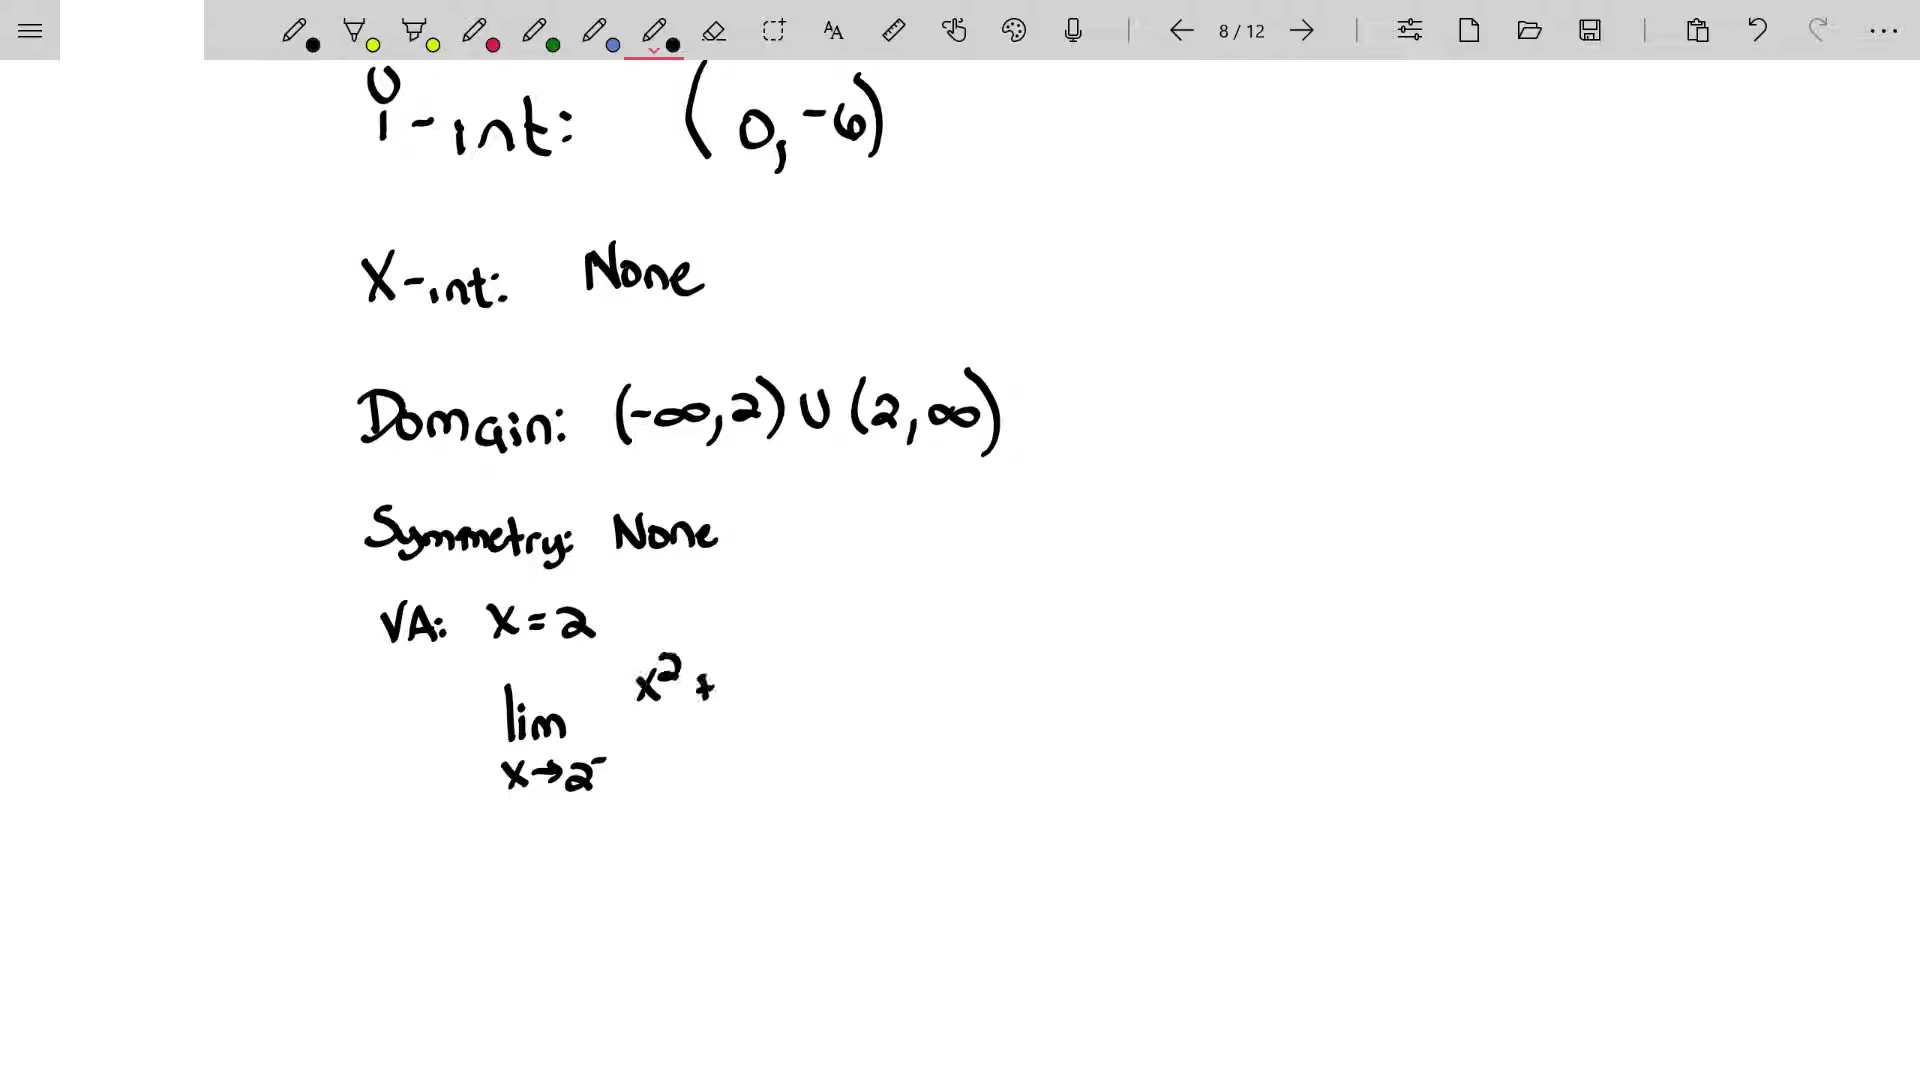 8 / 12
y-int: (0, -6)
X-int: None
Domain: (-∞, 2) ∪ (2, ∞)
Symmetry: None
VA: x = 2
lim x² +
x→2⁻